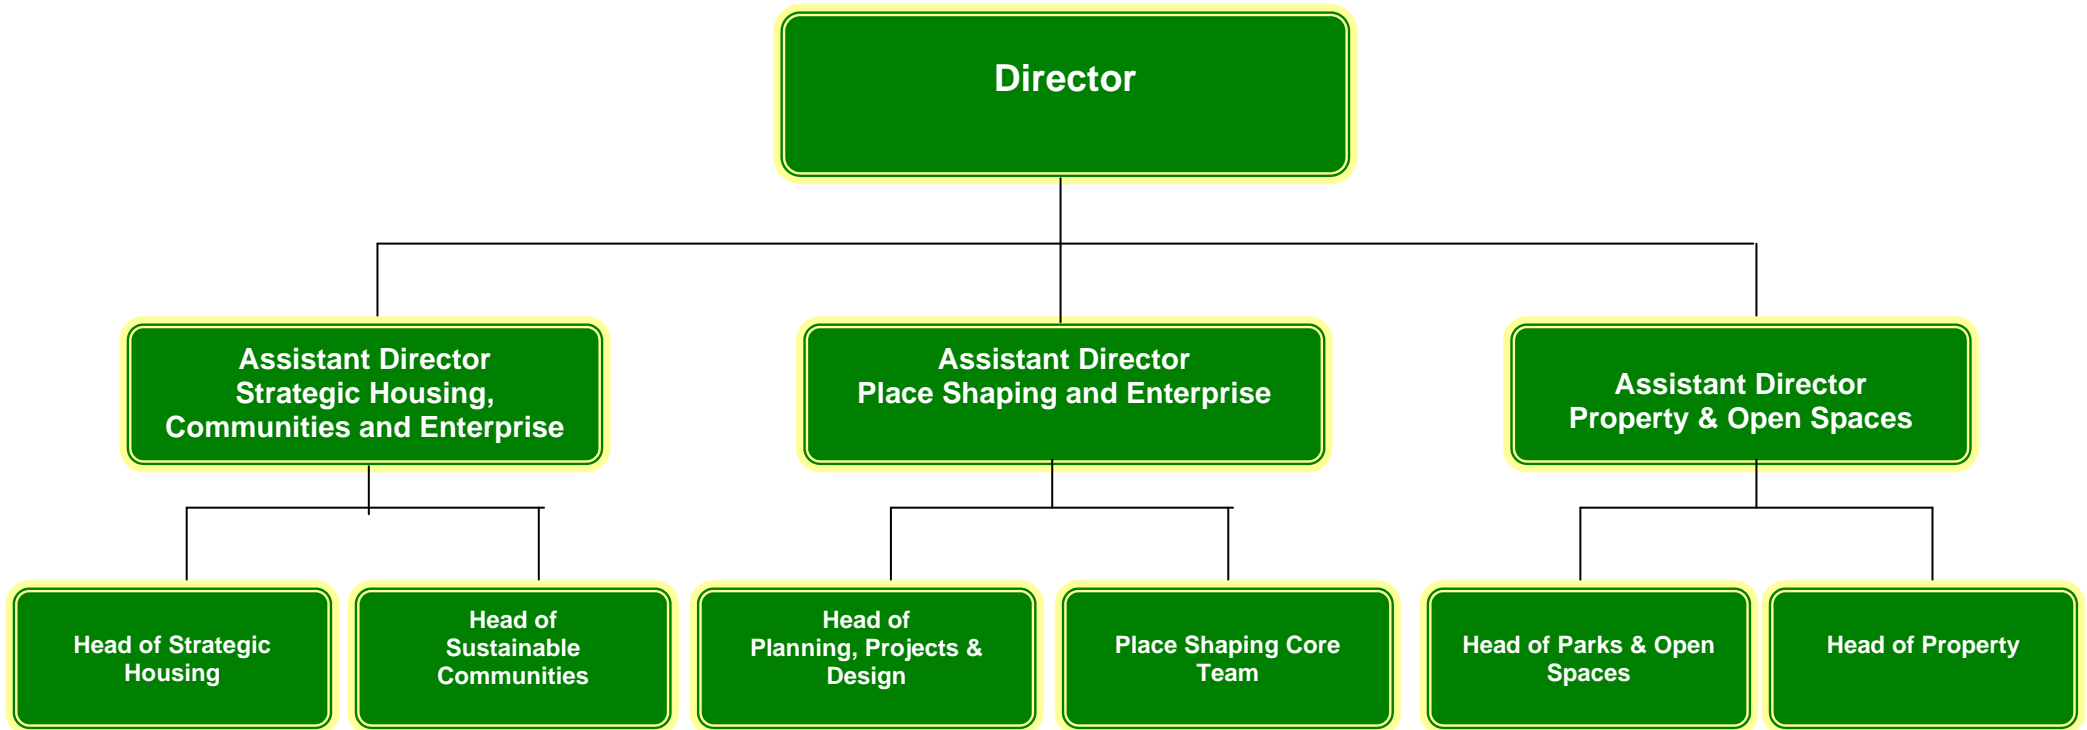 Director
Assistant Director
Strategic Housing,
Communities and Enterprise
Assistant Director
Place Shaping and Enterprise
Assistant Director
Property & Open Spaces
Head of Strategic
Housing
Head of
Sustainable
Communities
Head of
Planning, Projects &
Design
Place Shaping Core
Team
Head of Parks & Open
Spaces
Head of Property